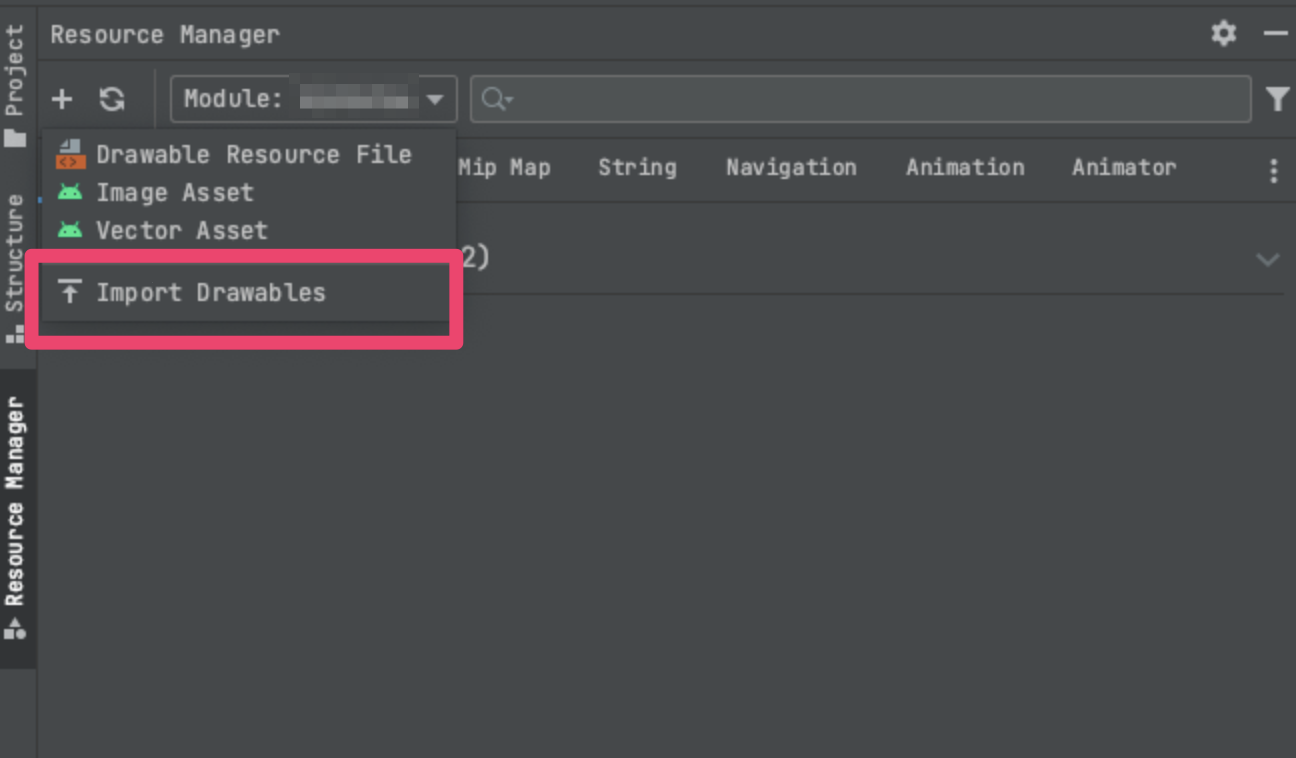 Resource Manager
Module:
Drawable Resource File
Image Asset
Vector Asset
Import Drawables
Mip Map String Navigation Animation Animator
2)
Project
Structure
Resource Manager